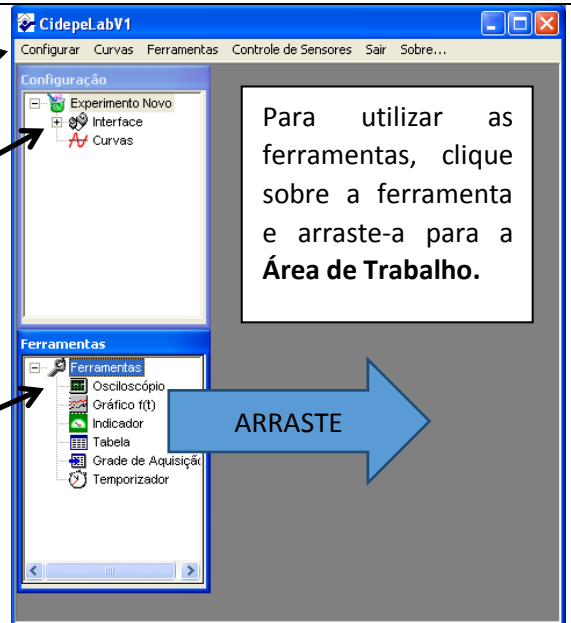 CidepeLabV1
Configurar Curvas Ferramentas Controle de Sensores Sair Sobre...
Configuração
Experimento Novo
Interface
Curvas
Para utilizar as
ferramentas, clique
sobre a ferramenta
e arraste-a para a
Área de Trabalho.
Ferramentas
Ferramentas
Osciloscópio
Gráfico f(t)
Indicador
Tabela
Grade de Aquisição
Temporizador
ARRASTE